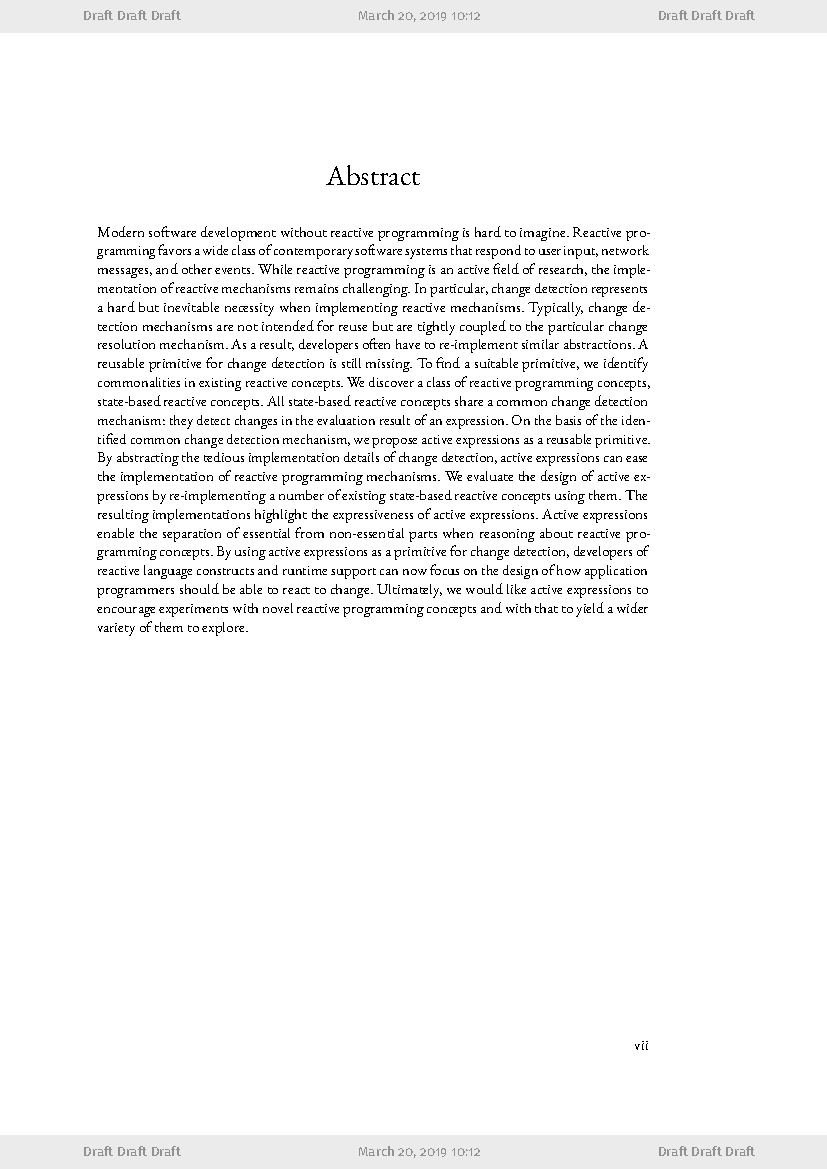 Draft Draft Draft March 20, 2019 10:12 Draft Draft Draft
Abstract
Modern software development without reactive programming is hard to imagine. Reactive pro-
gramming favors a wide class of contemporary software systems that respond to user input, network
messages, and other events. While reactive programming is an active field of research, the imple-
mentation of reactive mechanisms remains challenging. In particular, change detection represents
a hard but inevitable necessity when implementing reactive mechanisms. Typically, change de-
tection mechanisms are not intended for reuse but are tightly coupled to the particular change
resolution mechanism. As a result, developers often have to re-implement similar abstractions. A
reusable primitive for change detection is still missing. To find a suitable primitive, we identify
commonalities in existing reactive concepts. We discover a class of reactive programming concepts,
state-based reactive concepts. All state-based reactive concepts share a common change detection
mechanism: they detect changes in the evaluation result of an expression. On the basis of the iden-
tified common change detection mechanism, we propose active expressions as a reusable primitive.
By abstracting the tedious implementation details of change detection, active expressions can ease
the implementation of reactive programming mechanisms. We evaluate the design of active ex-
pressions by re-implementing a number of existing state-based reactive concepts using them. The
resulting implementations highlight the expressiveness of active expressions. Active expressions
enable the separation of essential from non-essential parts when reasoning about reactive pro-
gramming concepts. By using active expressions as a primitive for change detection, developers of
reactive language constructs and runtime support can now focus on the design of how application
programmers should be able to react to change. Ultimately, we would like active expressions to
encourage experiments with novel reactive programming concepts and with that to yield a wider
variety of them to explore.
vii
Draft Draft Draft March 20, 2019 10:12 Draft Draft Draft